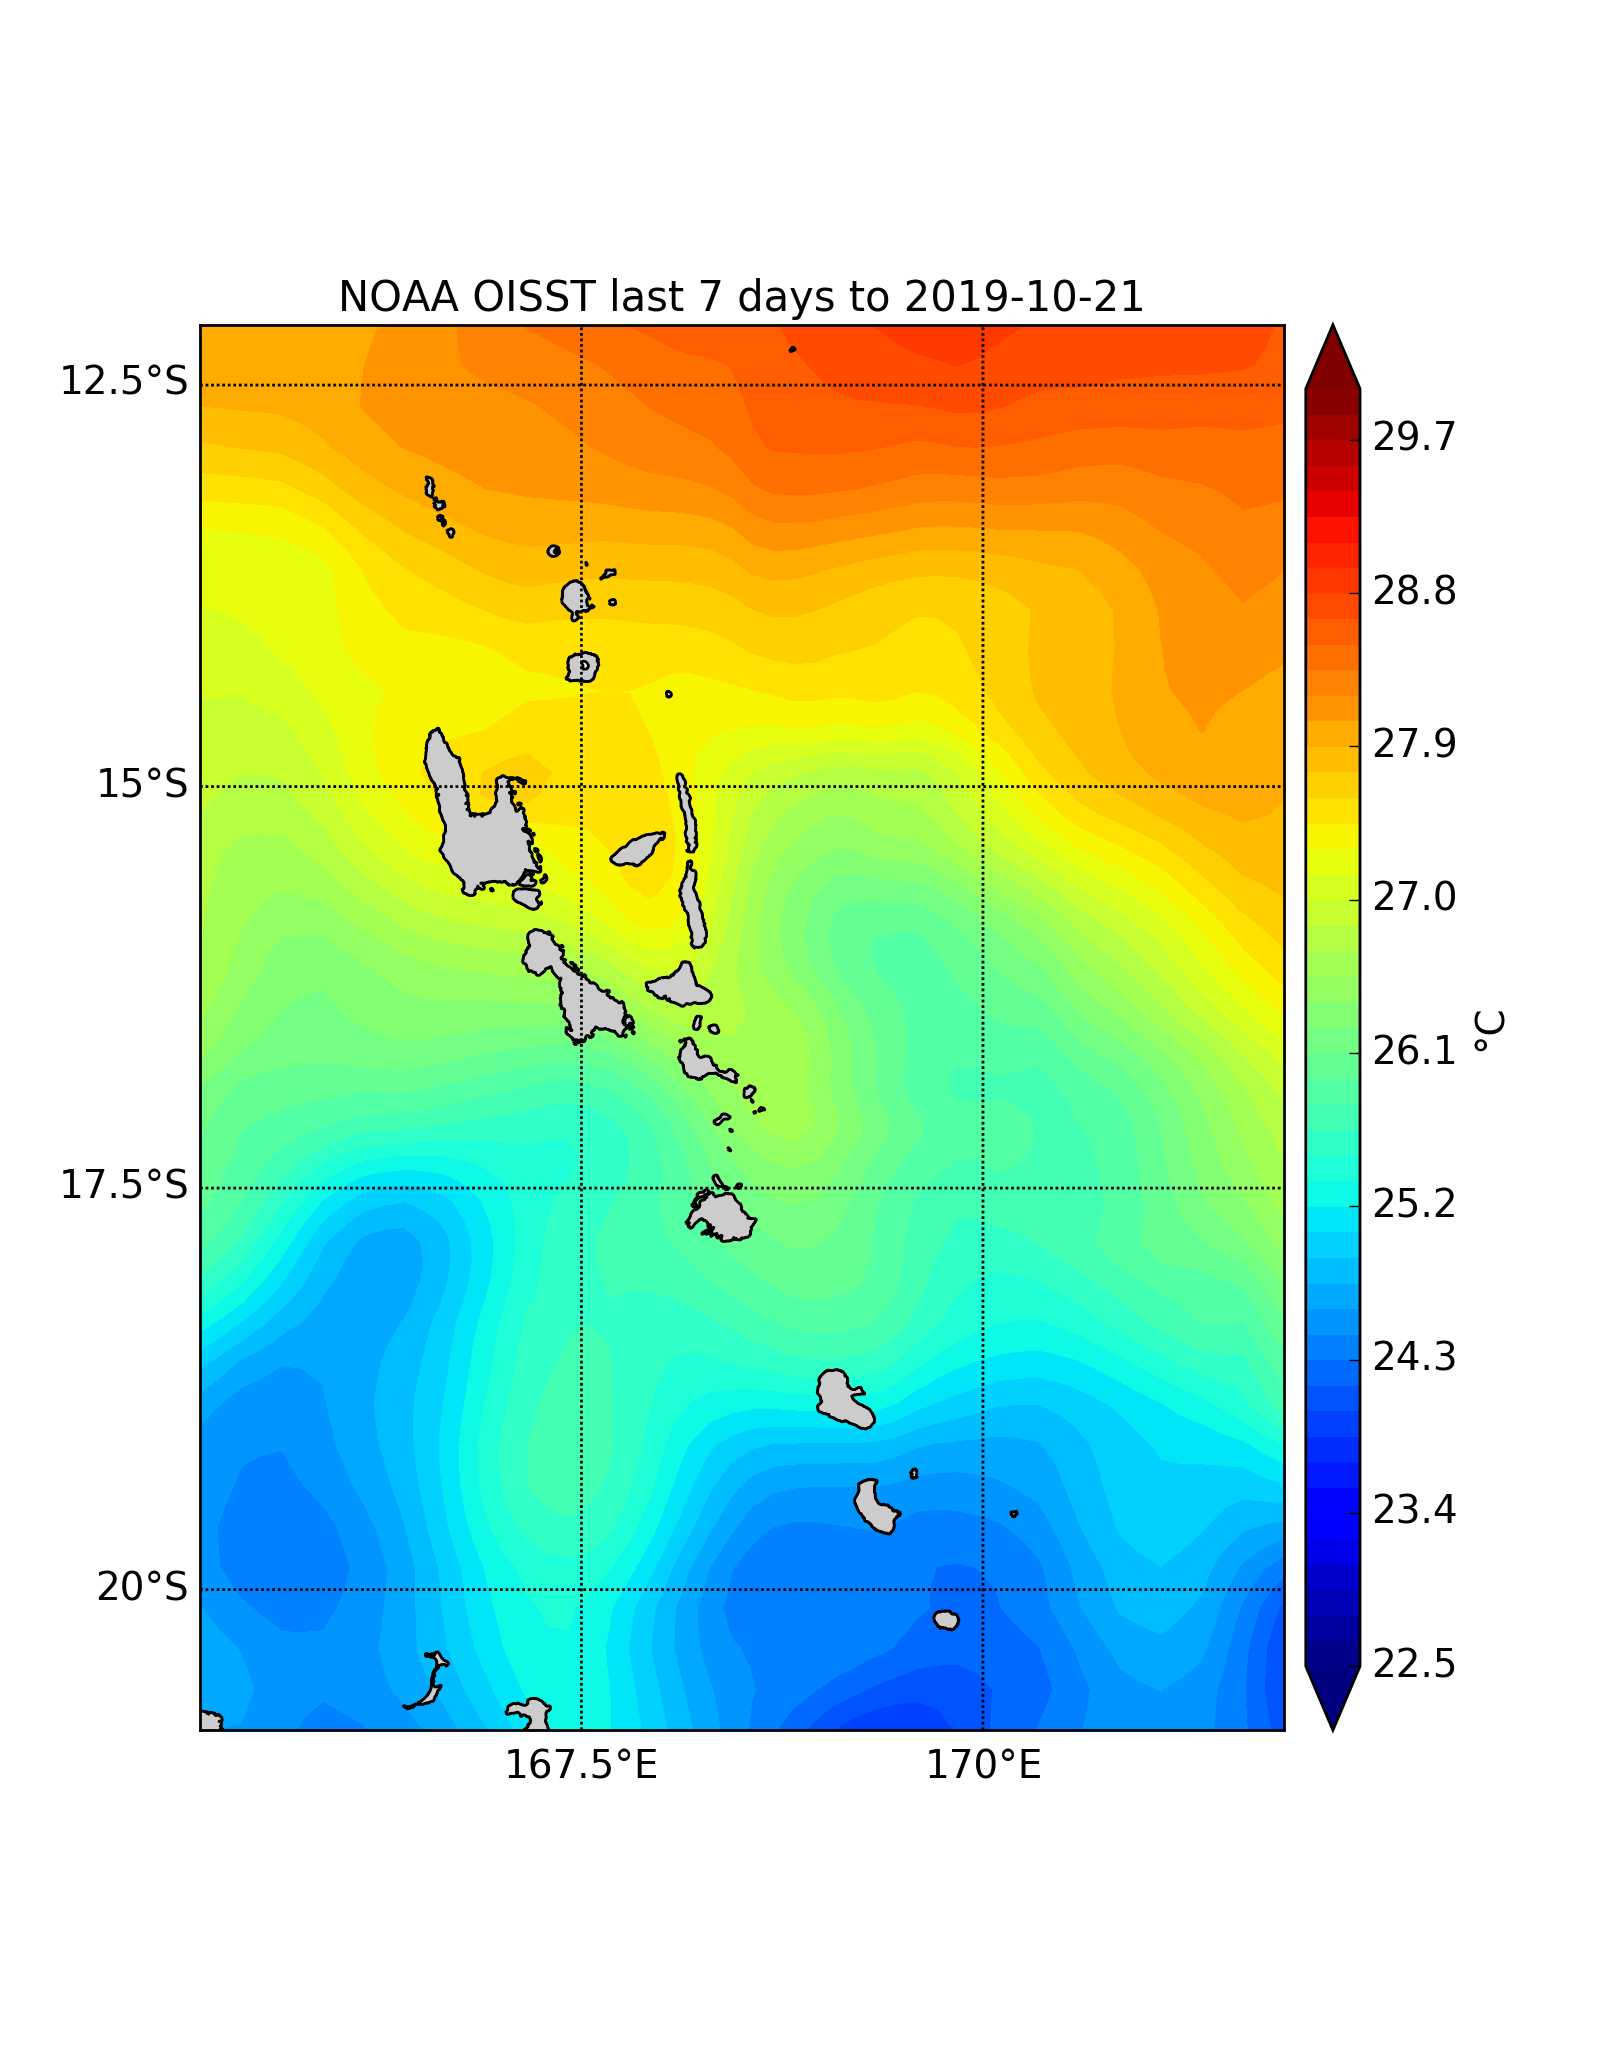 NOAA OISST last 7 days to 2019-10-21
12.5°S
15°S
17.5°S
20°S
167.5°E
170°E
29.7
28.8
27.9
27.0
26.1
25.2
24.3
23.4
22.5
°C